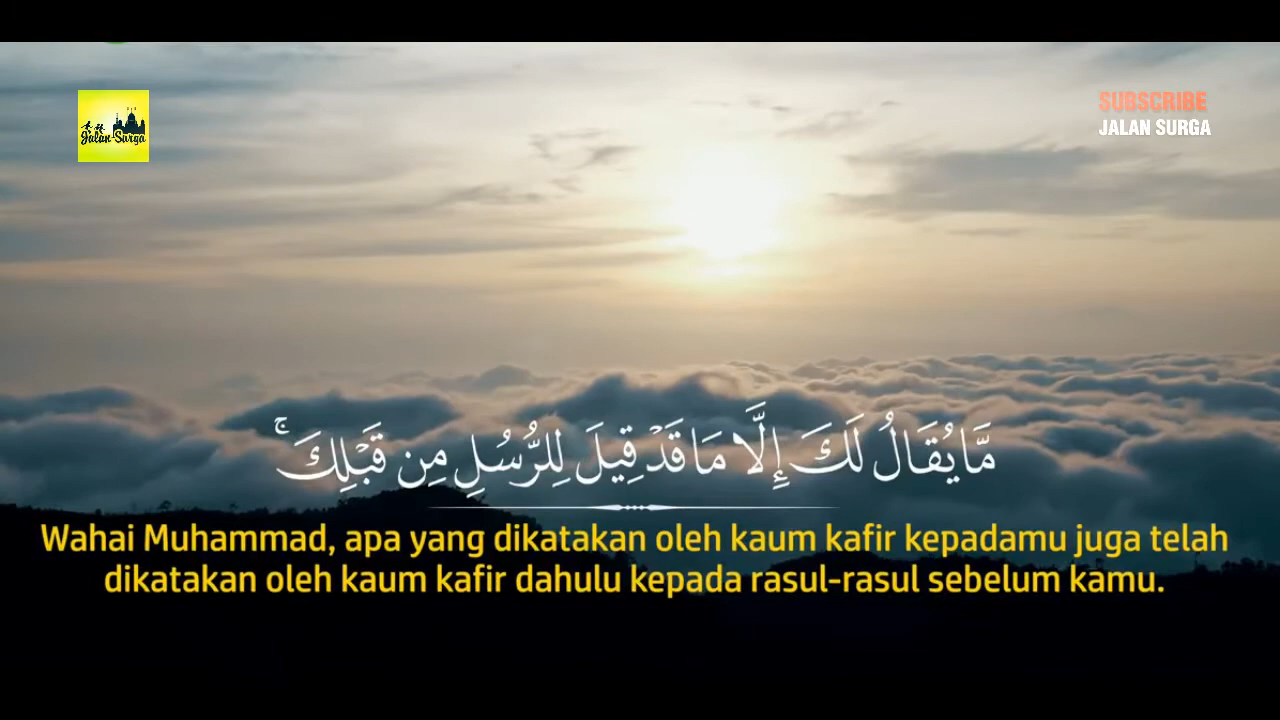 Jalan Surga
SUBSCRIBE
JALAN SURGA
مَّا يُقَالُ لَكَ إِلَّا مَا قَدْ قِيلَ لِلرُّسُلِ مِن قَبْلِكَ ۚ
Wahai Muhammad, apa yang dikatakan oleh kaum kafir kepadamu juga telah
dikatakan oleh kaum kafir dahulu kepada rasul-rasul sebelum kamu.